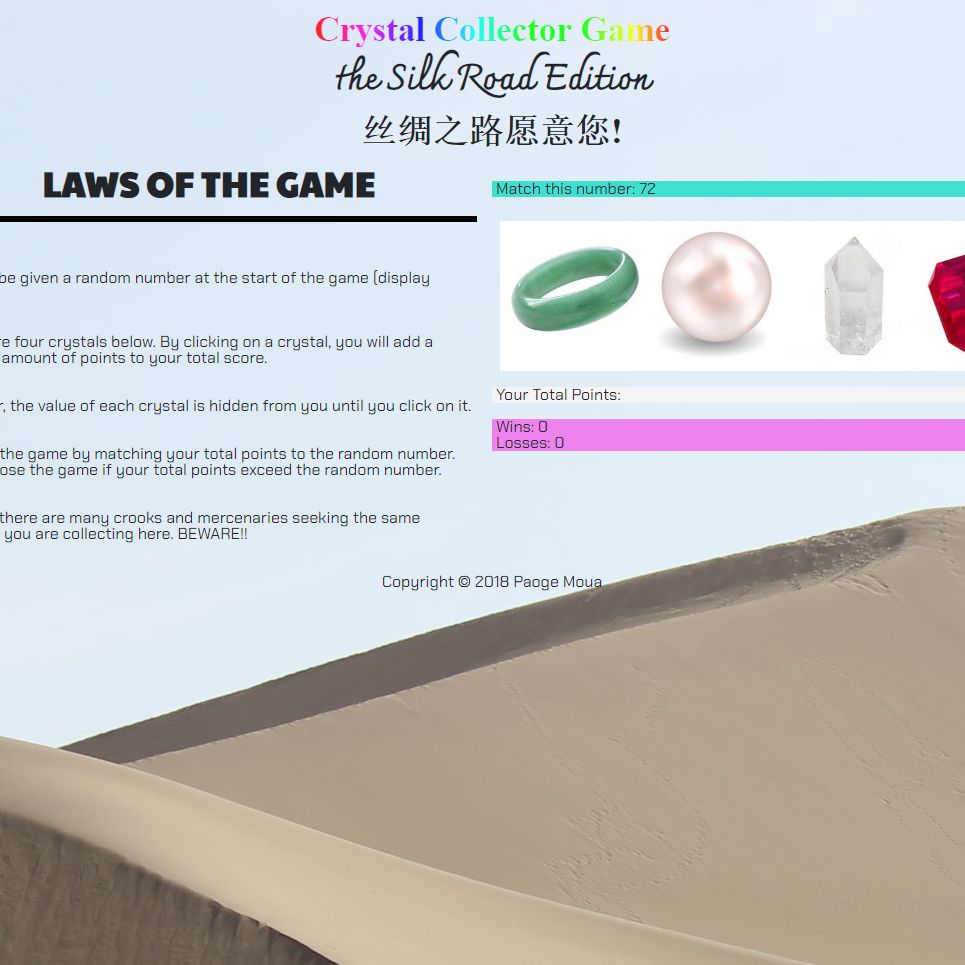 Crystal Collector Game
the Silk Road Edition
丝绸之路愿意您!
LAWS OF THE GAME
be given a random number at the start of the game (display
re four crystals below. By clicking on a crystal, you will add a
amount of points to your total score.
r, the value of each crystal is hidden from you until you click on it.
the game by matching your total points to the random number.
ose the game if your total points exceed the random number.
there are many crooks and mercenaries seeking the same
you are collecting here. BEWARE!!
Match this number: 72
Your Total Points:
Wins: 0
Losses: 0
Copyright © 2018 Paoge Moua